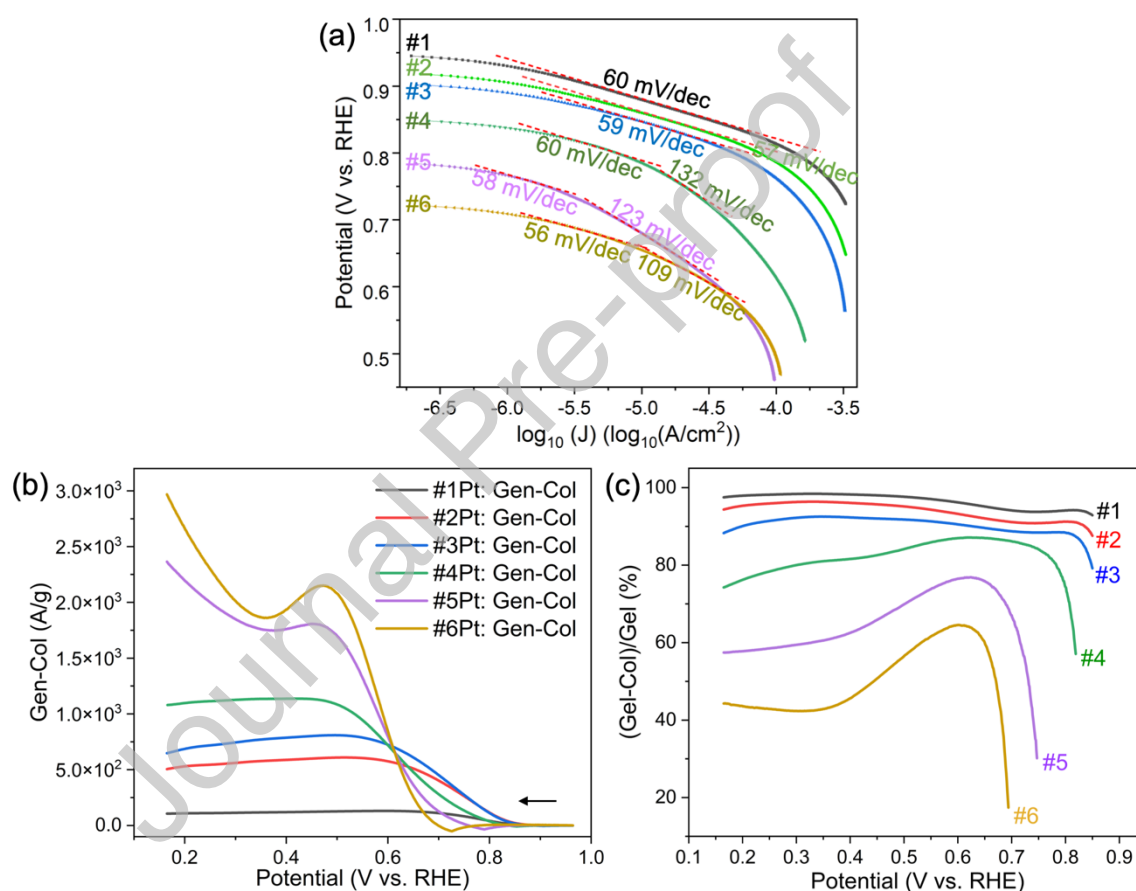 (a)
1.0
0.9
0.8
0.7
0.6
0.5
Potential (V vs. RHE)
#1
#2
#3
#4
#5
#6
60 mV/dec
57 mV/dec
59 mV/dec
60 mV/dec
132 mV/dec
58 mV/dec
123 mV/dec
56 mV/dec
109 mV/dec
-6.5 -6.0 -5.5 -5.0 -4.5 -4.0 -3.5
log₁₀ (J) (log₁₀(A/cm²))
(b)
3.0×10³
2.5×10³
2.0×10³
1.5×10³
1.0×10³
5.0×10²
0.0
Gen-Col (A/g)
#1Pt: Gen-Col
#2Pt: Gen-Col
#3Pt: Gen-Col
#4Pt: Gen-Col
#5Pt: Gen-Col
#6Pt: Gen-Col
0.2 0.4 0.6 0.8 1.0
Potential (V vs. RHE)
(c)
100
80
60
40
20
(Gel-Col)/Gel (%)
#1
#2
#3
#4
#5
#6
0.1 0.2 0.3 0.4 0.5 0.6 0.7 0.8 0.9
Potential (V vs. RHE)
Journal Pre-proof